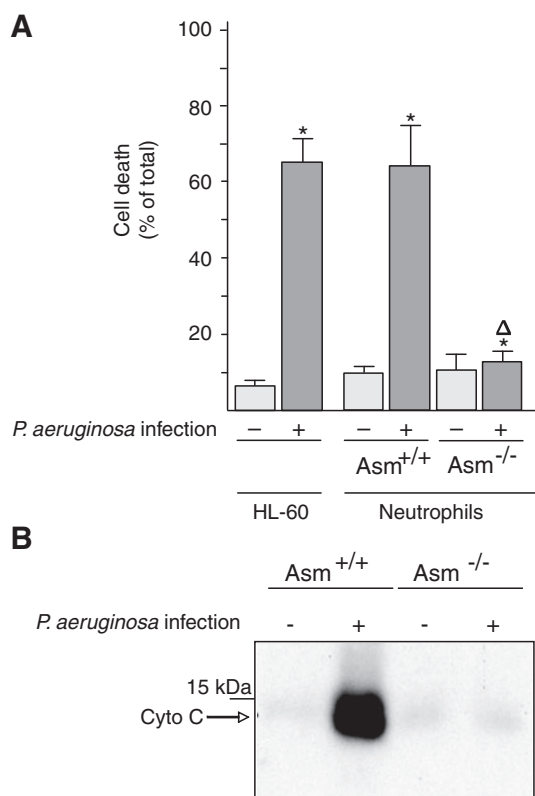 A
100
80
60
40
20
Cell death
(% of total)
*
*
Δ
*
P. aeruginosa infection – + – + – +
Asm+/+ Asm-/-
HL-60 Neutrophils
B
Asm +/+ Asm -/-
P. aeruginosa infection - + - +
15 kDa
Cyto C